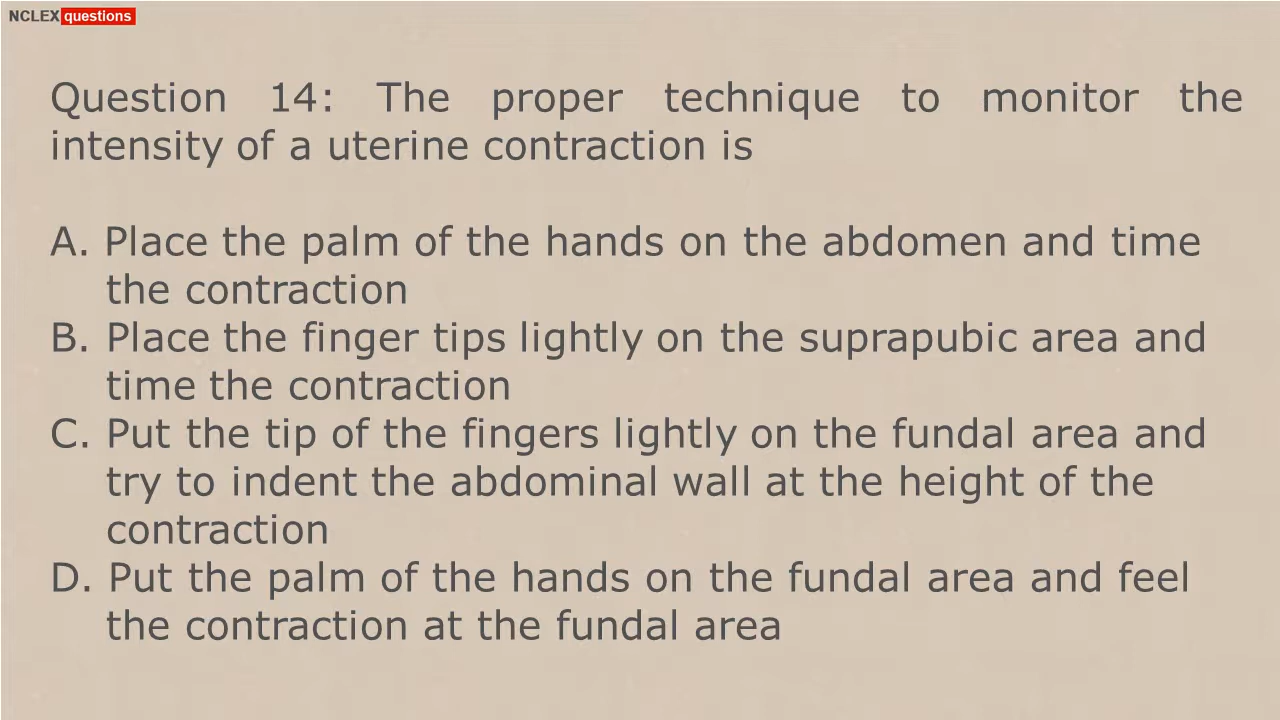 NCLEX questions
Question 14: The proper technique to monitor the
intensity of a uterine contraction is
A. Place the palm of the hands on the abdomen and time
the contraction
B. Place the finger tips lightly on the suprapubic area and
time the contraction
C. Put the tip of the fingers lightly on the fundal area and
try to indent the abdominal wall at the height of the
contraction
D. Put the palm of the hands on the fundal area and feel
the contraction at the fundal area